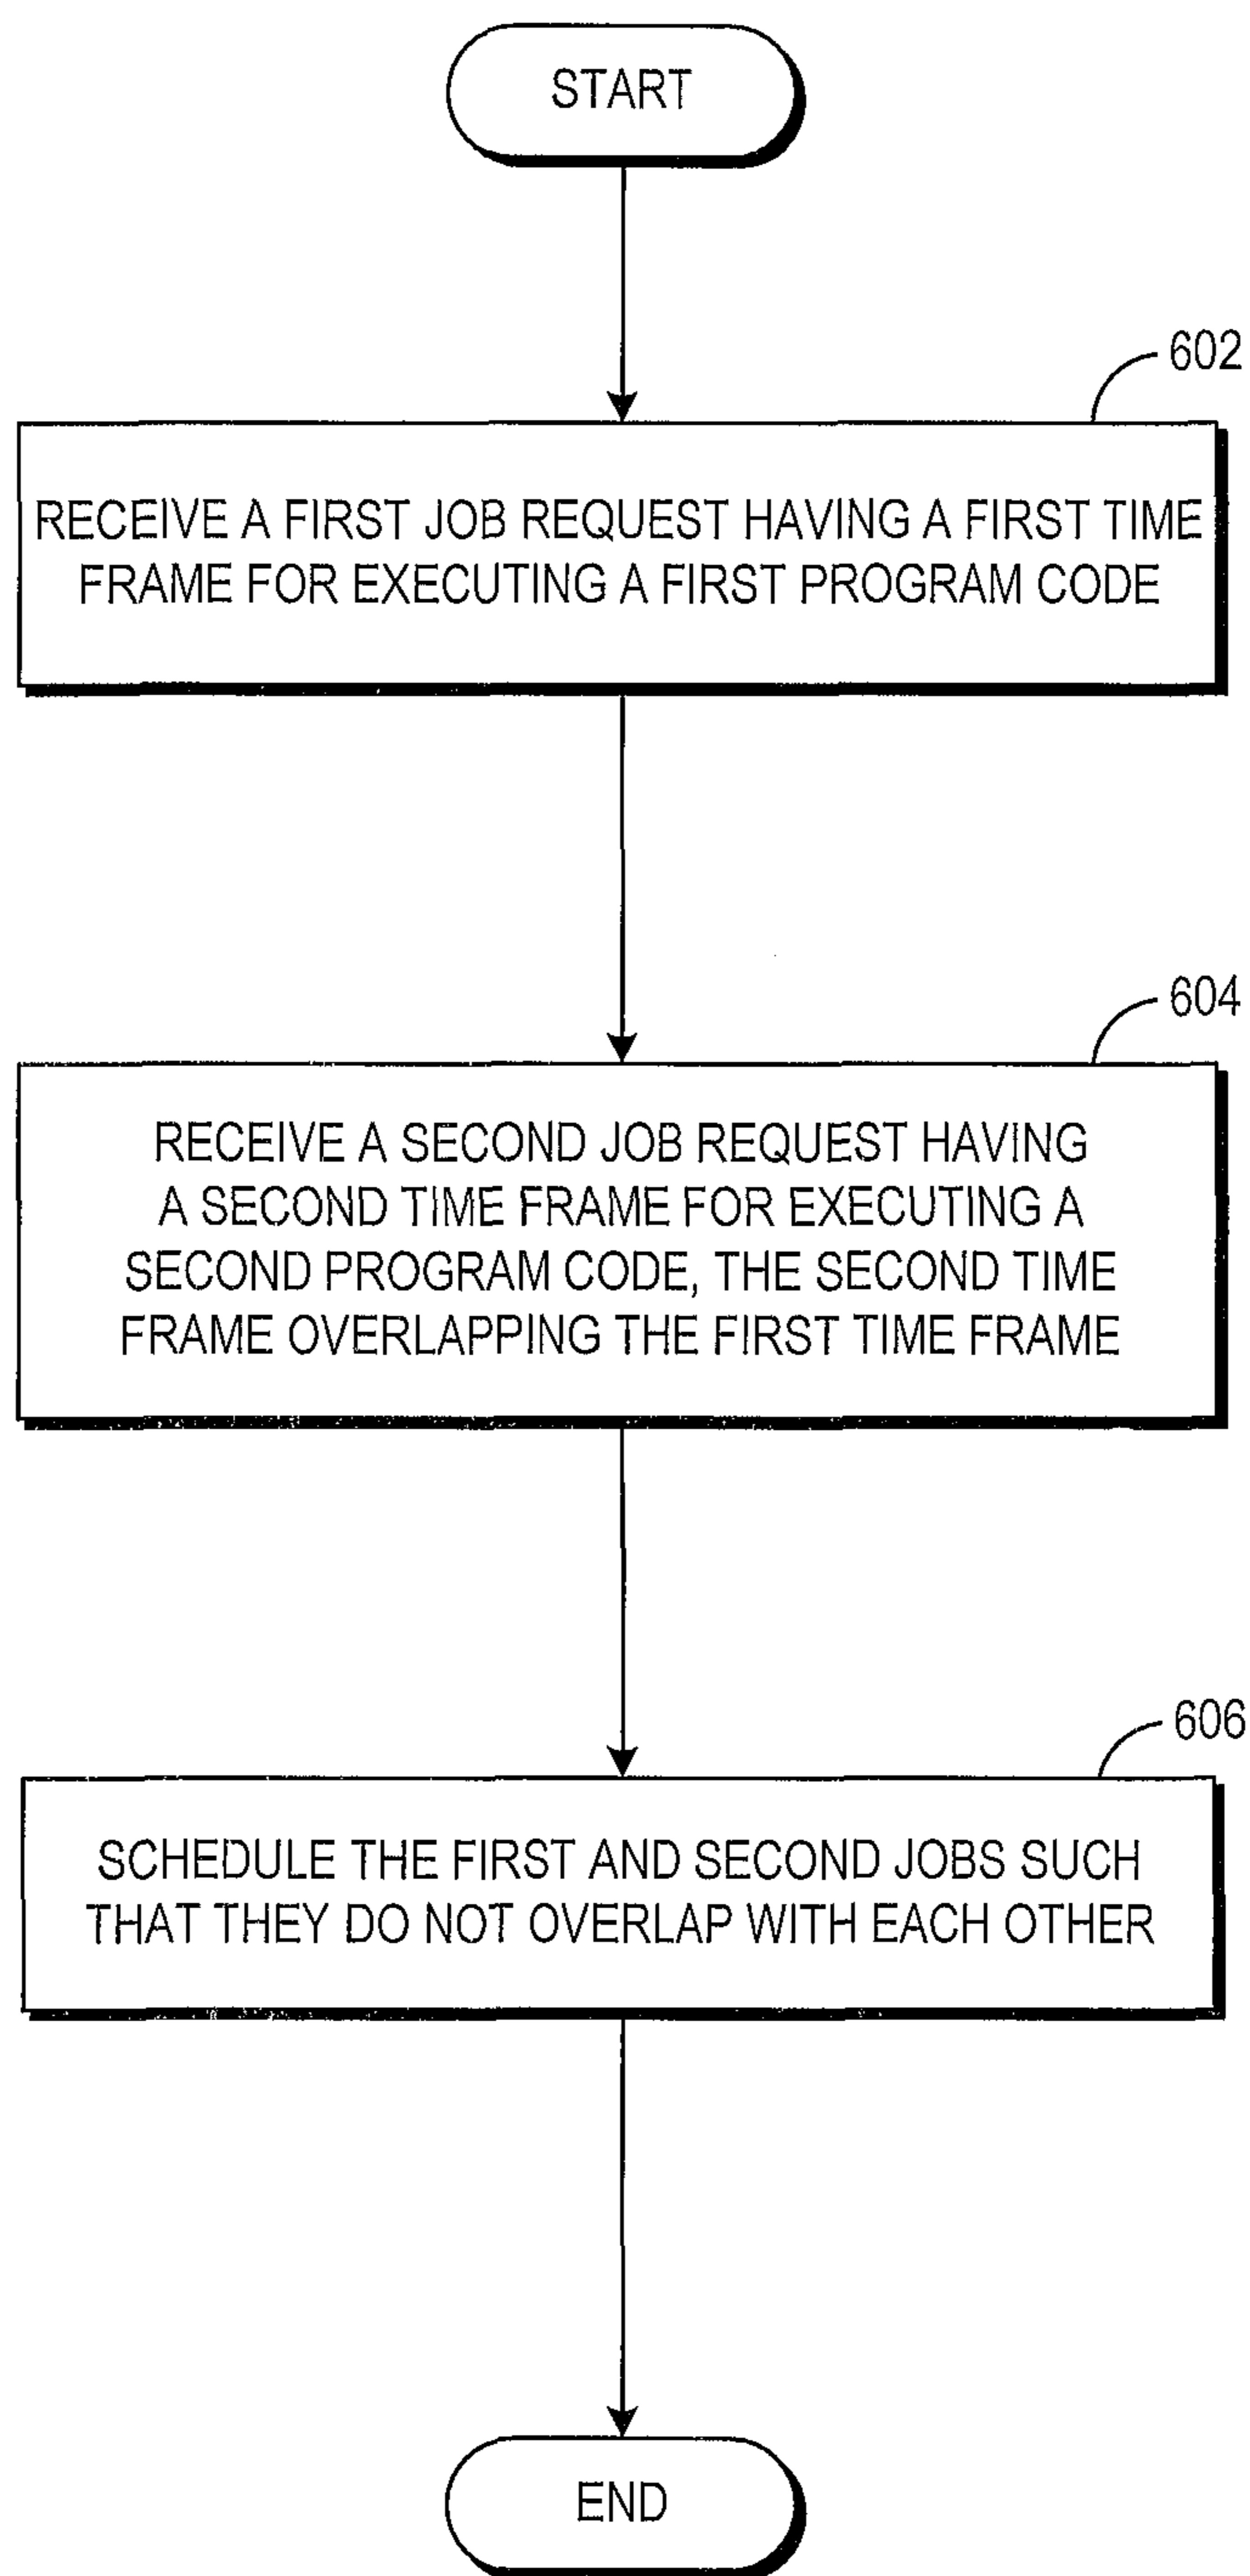 START
602
RECEIVE A FIRST JOB REQUEST HAVING A FIRST TIME
FRAME FOR EXECUTING A FIRST PROGRAM CODE
604
RECEIVE A SECOND JOB REQUEST HAVING
A SECOND TIME FRAME FOR EXECUTING A
SECOND PROGRAM CODE, THE SECOND TIME
FRAME OVERLAPPING THE FIRST TIME FRAME
606
SCHEDULE THE FIRST AND SECOND JOBS SUCH
THAT THEY DO NOT OVERLAP WITH EACH OTHER
END